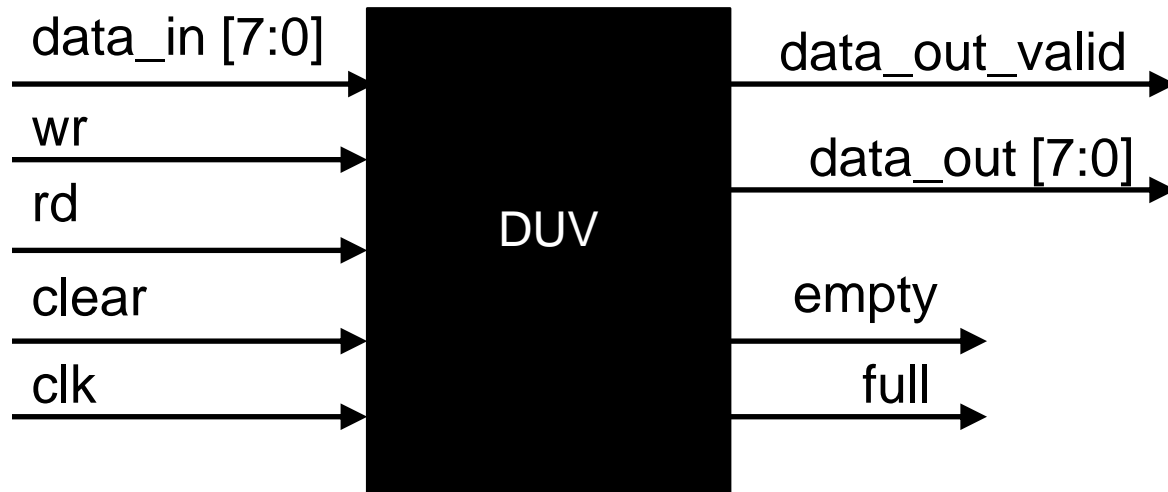 data_in [7:0]
wr
rd
clear
clk
DUV
data_out_valid
data_out [7:0]
empty
full